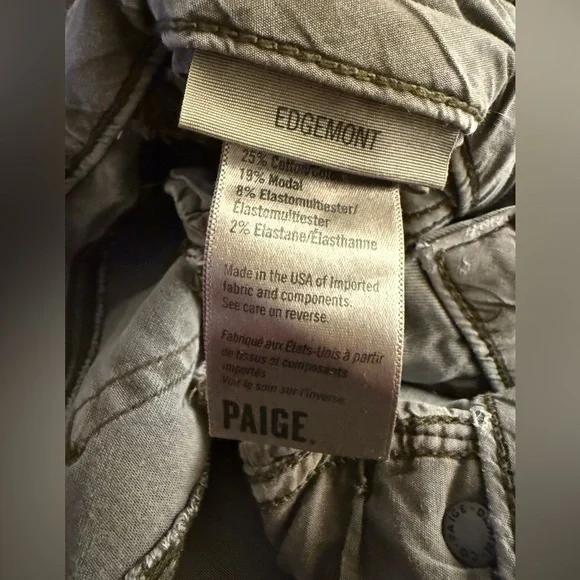 EDGEMONT
25% Cotton/Coton
19% Modal
8% Elastomultiester/
Élastomultiester
2% Elastane/Élasthanne
Made in the USA of Imported
fabric and components.
See care on reverse.
Fabriqué aux États-Unis à partir
de tissus et composants
importés
Voir le soin sur l'inverse.
PAIGE.
PAIGE